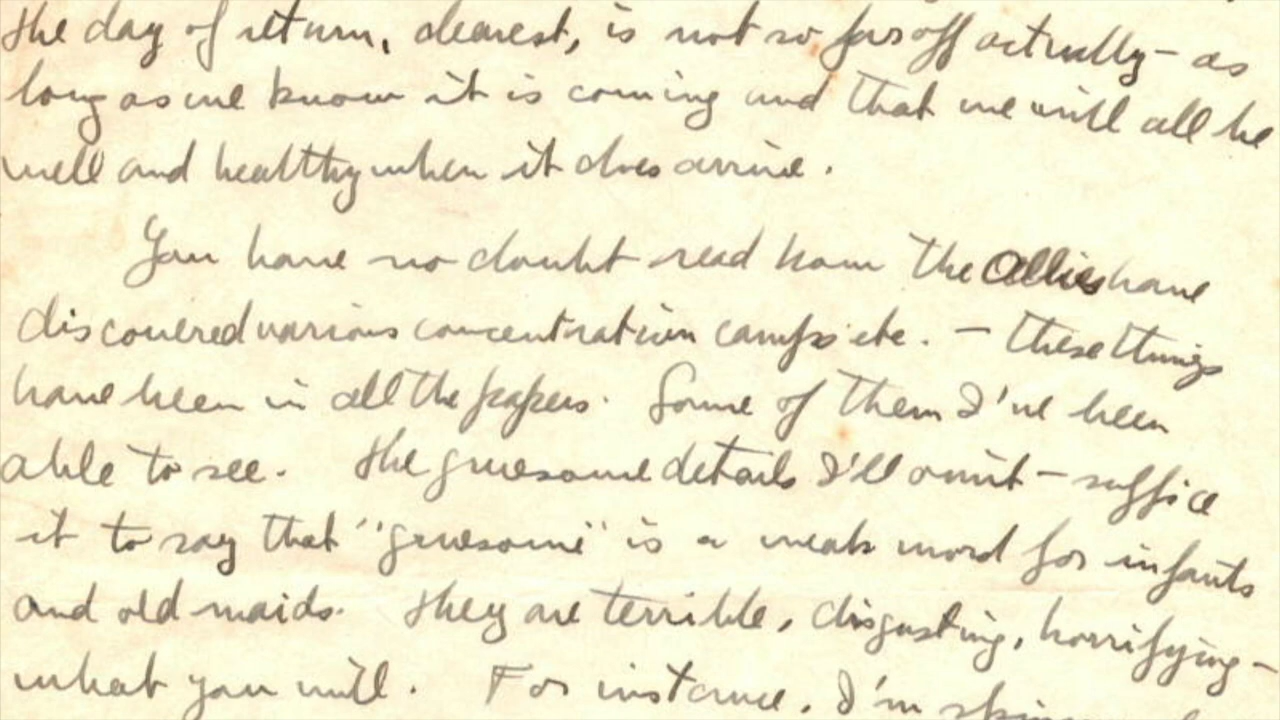 The day of return, dearest, is not so far off actually – as
long as we know it is coming and that we will all be
well and healthy when it does arrive.
You have no doubt read how the Allies have
discovered various concentration camps etc. – these things
have been in all the papers. Some of them I've been
able to see. The gruesome details I'll omit – suffice
it to say that "gruesome" is a weak word for infants
and old maids. They are terrible, disgusting, horrifying –
what you will. For instance, I'm